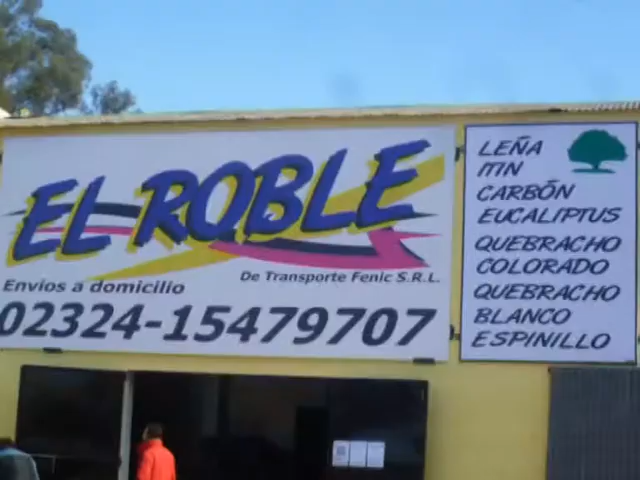 EL ROBLE
De Transporte Fenic S.R.L.
Envios a domicilio
02324-15479707
LEÑA
ITIN
CARBÓN
EUCALIPTUS
QUEBRACHO
COLORADO
QUEBRACHO
BLANCO
ESPINILLO